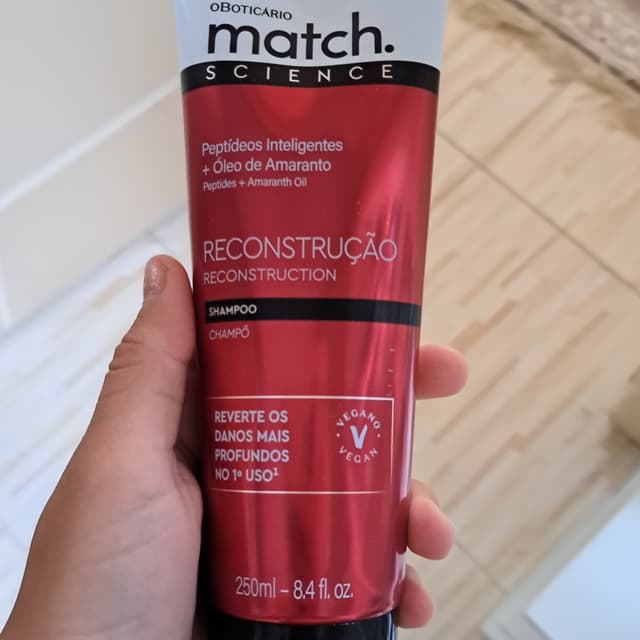 oBOTICÁRIO
match.
SCIENCE
Peptídeos Inteligentes
+ Óleo de Amaranto
Peptides + Amaranth Oil
RECONSTRUÇÃO
RECONSTRUCTION
SHAMPOO
CHAMPÔ
REVERTE OS
DANOS MAIS
PROFUNDOS
NO 1º USO¹
VEGANO
V
VEGAN
250ml – 8.4 fl. oz.